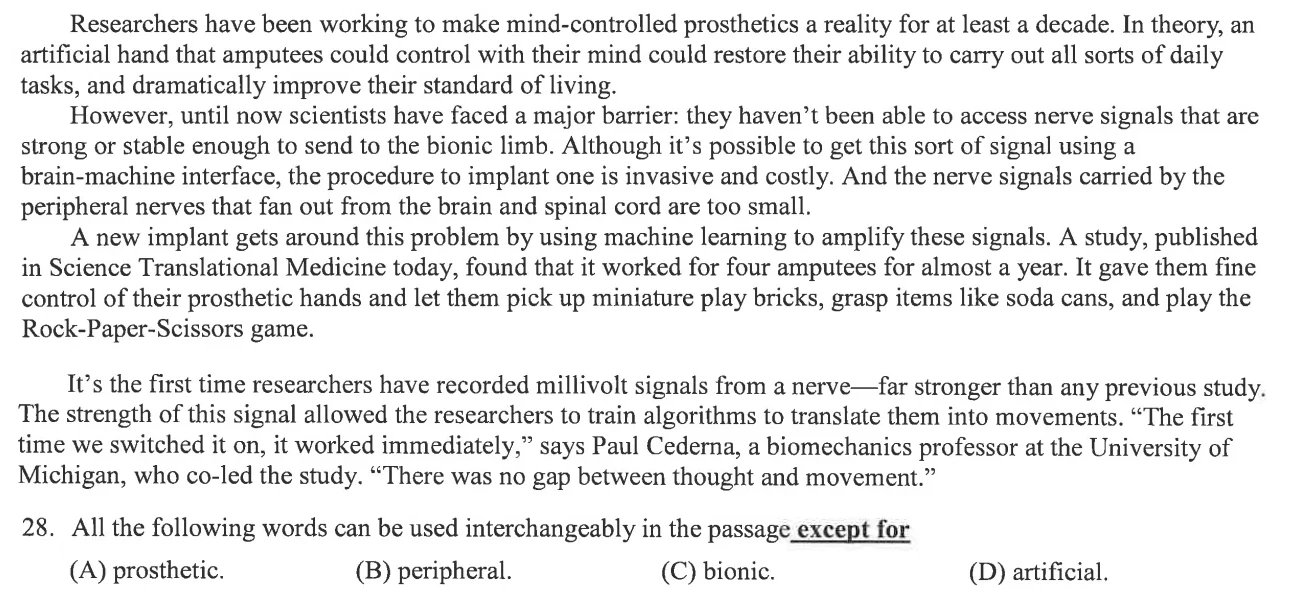 Researchers have been working to make mind-controlled prosthetics a reality for at least a decade. In theory, an
artificial hand that amputees could control with their mind could restore their ability to carry out all sorts of daily
tasks, and dramatically improve their standard of living.
However, until now scientists have faced a major barrier: they haven't been able to access nerve signals that are
strong or stable enough to send to the bionic limb. Although it's possible to get this sort of signal using a
brain-machine interface, the procedure to implant one is invasive and costly. And the nerve signals carried by the
peripheral nerves that fan out from the brain and spinal cord are too small.
A new implant gets around this problem by using machine learning to amplify these signals. A study, published
in Science Translational Medicine today, found that it worked for four amputees for almost a year. It gave them fine
control of their prosthetic hands and let them pick up miniature play bricks, grasp items like soda cans, and play the
Rock-Paper-Scissors game.
It's the first time researchers have recorded millivolt signals from a nerve—far stronger than any previous study.
The strength of this signal allowed the researchers to train algorithms to translate them into movements. “The first
time we switched it on, it worked immediately,” says Paul Cederna, a biomechanics professor at the University of
Michigan, who co-led the study. “There was no gap between thought and movement.”
28. All the following words can be used interchangeably in the passage except for
(A) prosthetic. (B) peripheral. (C) bionic. (D) artificial.